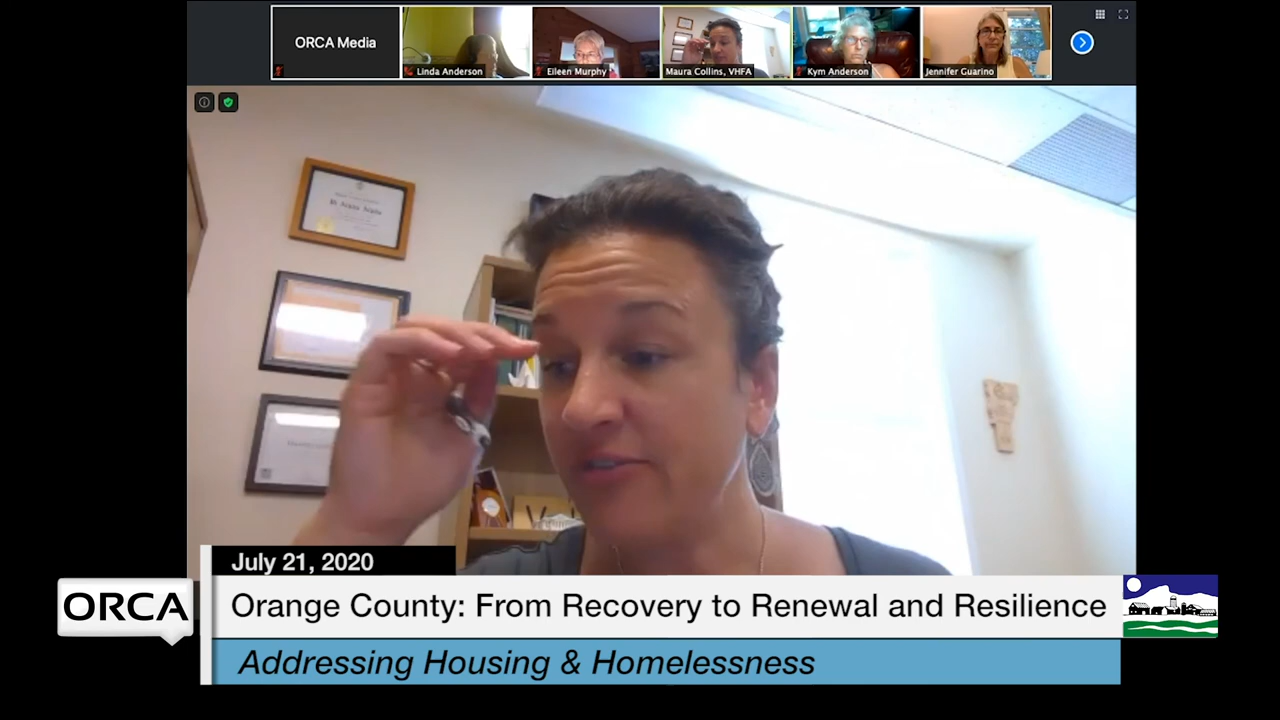 ORCA Media
Linda Anderson
Eileen Murphy
Maura Collins, VHFA
Kym Anderson
Jennifer Guarino
July 21, 2020
ORCA
Orange County: From Recovery to Renewal and Resilience
Addressing Housing & Homelessness